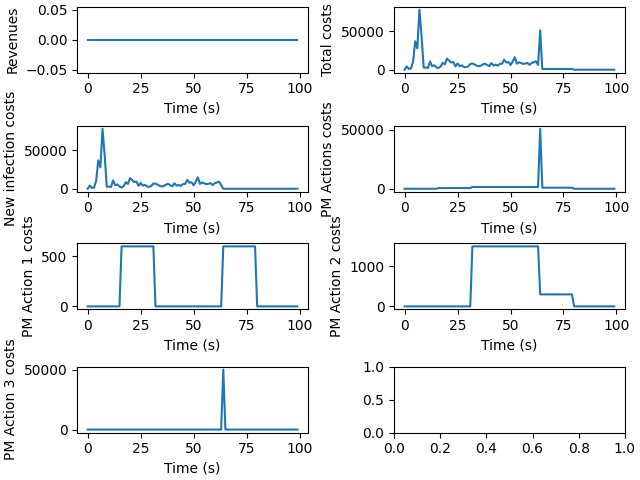 Revenues
0.05
0.00
−0.05
0 25 50 75 100
Time (s)
Total costs
50000
0
0 25 50 75 100
Time (s)
New infection costs
50000
0
0 25 50 75 100
Time (s)
PM Actions costs
50000
0
0 25 50 75 100
Time (s)
PM Action 1 costs
500
0
0 25 50 75 100
Time (s)
PM Action 2 costs
1000
0
0 25 50 75 100
Time (s)
PM Action 3 costs
50000
0
0 25 50 75 100
Time (s)
1.0
0.5
0.0
0.0 0.2 0.4 0.6 0.8 1.0